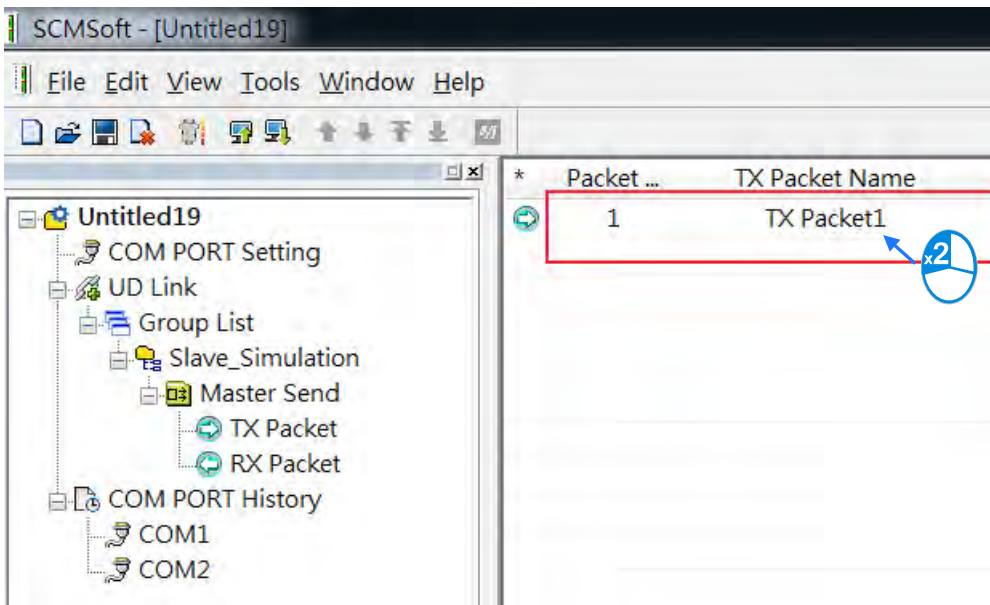 SCMSoft - [Untitled19]
File Edit View Tools Window Help
* Packet ... TX Packet Name
1 TX Packet1
x2
Untitled19
COM PORT Setting
UD Link
Group List
Slave_Simulation
Master Send
TX Packet
RX Packet
COM PORT History
COM1
COM2